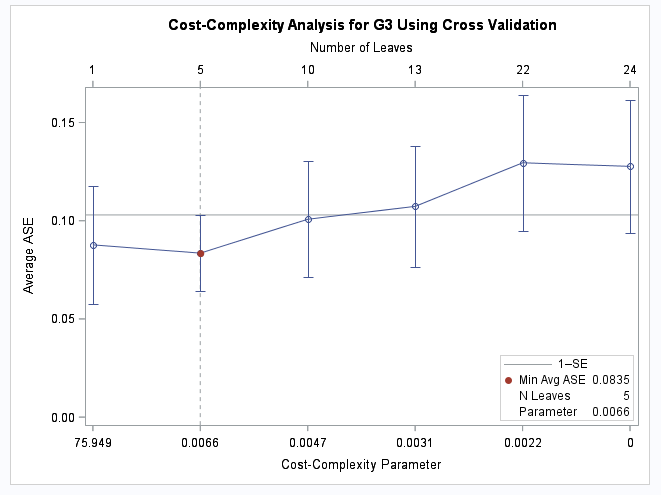 Cost-Complexity Analysis for G3 Using Cross Validation
Number of Leaves
1 5 10 13 22 24
0.15
0.10
0.05
0.00
Average ASE
1-SE
Min Avg ASE 0.0835
N Leaves 5
Parameter 0.0066
75.949 0.0066 0.0047 0.0031 0.0022 0
Cost-Complexity Parameter